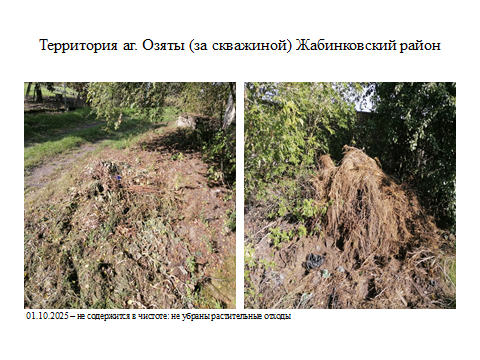 Территория аг. Озяты (за скважиной) Жабинковский район
01.10.2025 – не содержится в чистоте: не убраны растительные отходы